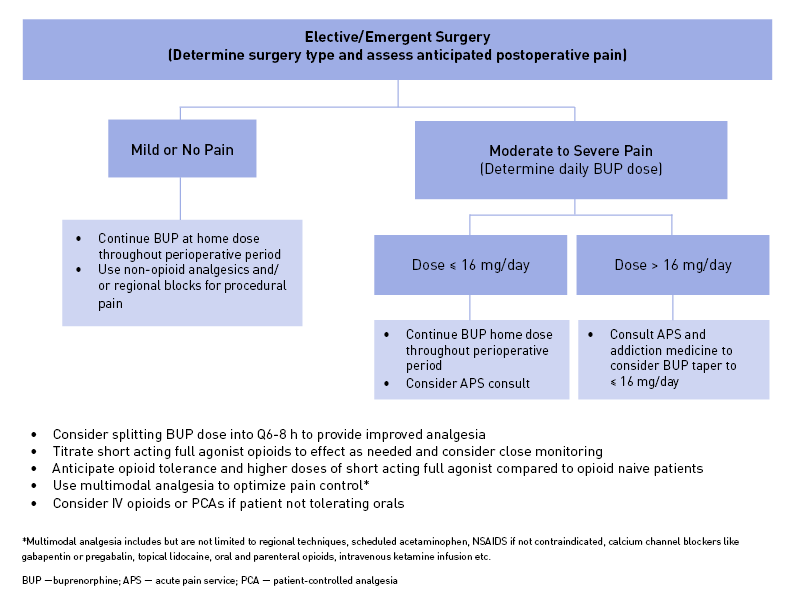 Elective/Emergent Surgery
(Determine surgery type and assess anticipated postoperative pain)
Mild or No Pain
Moderate to Severe Pain
(Determine daily BUP dose)
• Continue BUP at home dose
throughout perioperative period
• Use non-opioid analgesics and/
or regional blocks for procedural
pain
Dose ≤ 16 mg/day
Dose > 16 mg/day
• Continue BUP home dose
throughout perioperative
period
• Consider APS consult
• Consult APS and
addiction medicine to
consider BUP taper to
≤ 16 mg/day
• Consider splitting BUP dose into Q6-8 h to provide improved analgesia
• Titrate short acting full agonist opioids to effect as needed and consider close monitoring
• Anticipate opioid tolerance and higher doses of short acting full agonist compared to opioid naive patients
• Use multimodal analgesia to optimize pain control*
• Consider IV opioids or PCAs if patient not tolerating orals
*Multimodal analgesia includes but are not limited to regional techniques, scheduled acetaminophen, NSAIDS if not contraindicated, calcium channel blockers like
gabapentin or pregabalin, topical lidocaine, oral and parenteral opioids, intravenous ketamine infusion etc.
BUP —buprenorphine; APS — acute pain service; PCA — patient-controlled analgesia